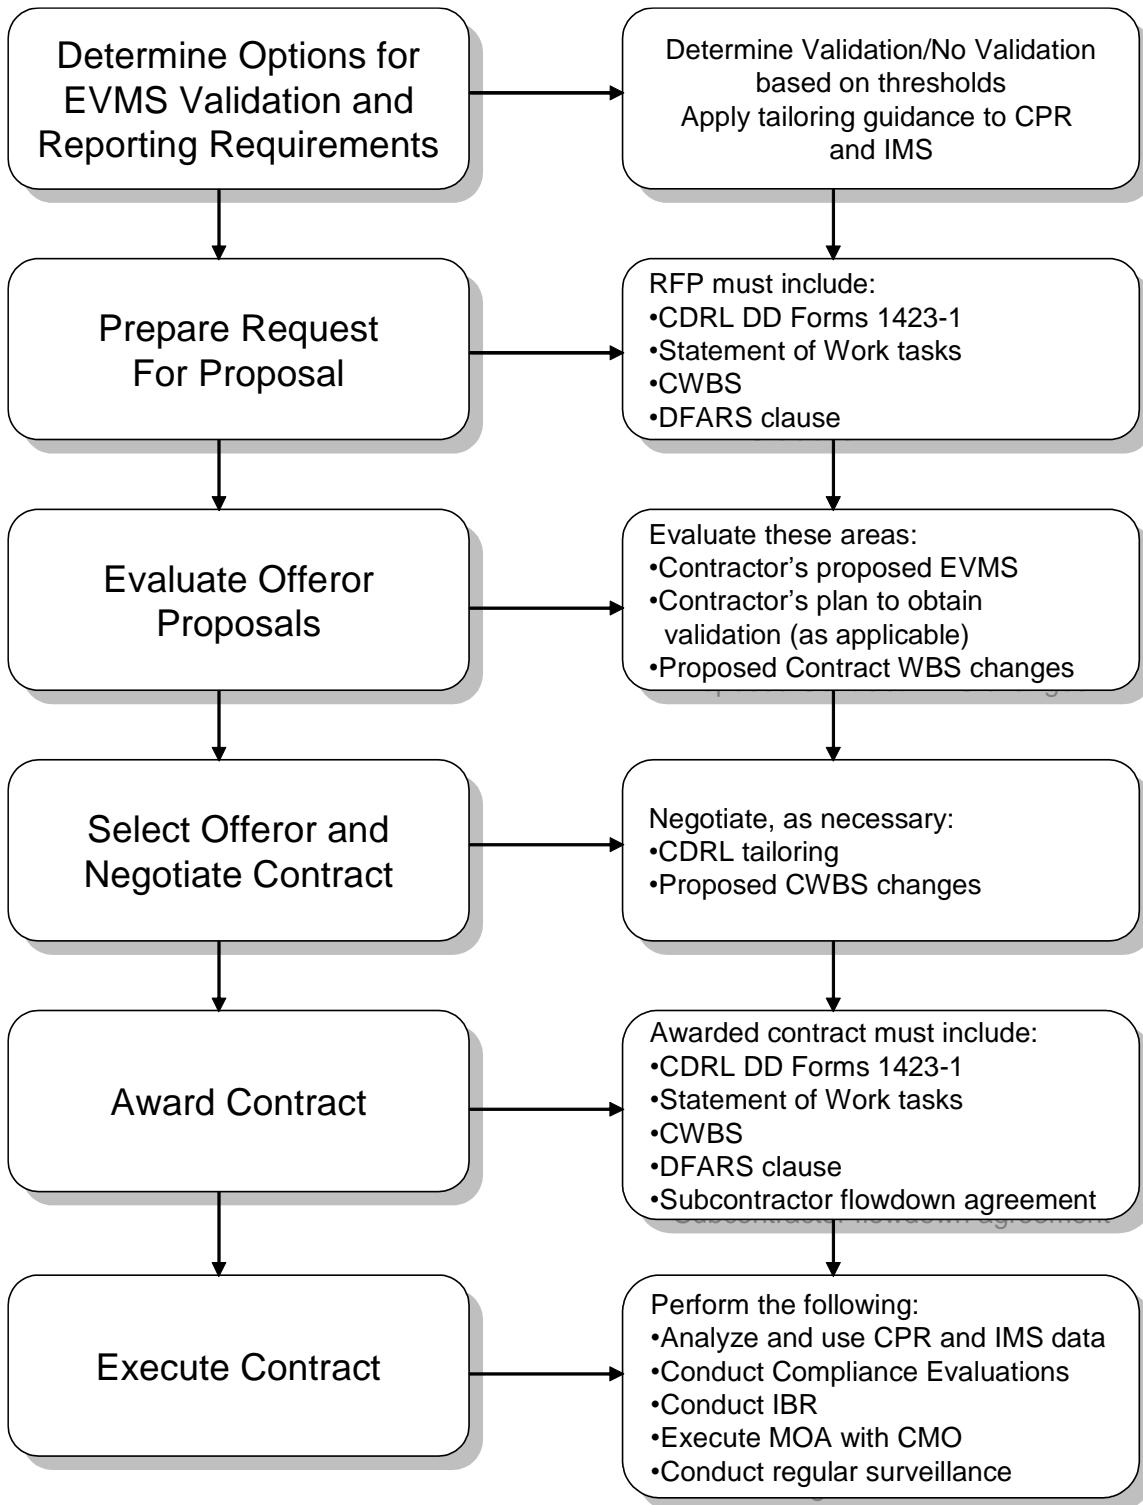 Determine Options for
EVMS Validation and
Reporting Requirements
Determine Validation/No Validation
based on thresholds
Apply tailoring guidance to CPR
and IMS
Prepare Request
For Proposal
RFP must include:
•CDRL DD Forms 1423-1
•Statement of Work tasks
•CWBS
•DFARS clause
Evaluate Offeror
Proposals
Evaluate these areas:
•Contractor's proposed EVMS
•Contractor's plan to obtain
validation (as applicable)
•Proposed Contract WBS changes
Select Offeror and
Negotiate Contract
Negotiate, as necessary:
•CDRL tailoring
•Proposed CWBS changes
Award Contract
Awarded contract must include:
•CDRL DD Forms 1423-1
•Statement of Work tasks
•CWBS
•DFARS clause
•Subcontractor flowdown agreement
Execute Contract
Perform the following:
•Analyze and use CPR and IMS data
•Conduct Compliance Evaluations
•Conduct IBR
•Execute MOA with CMO
•Conduct regular surveillance